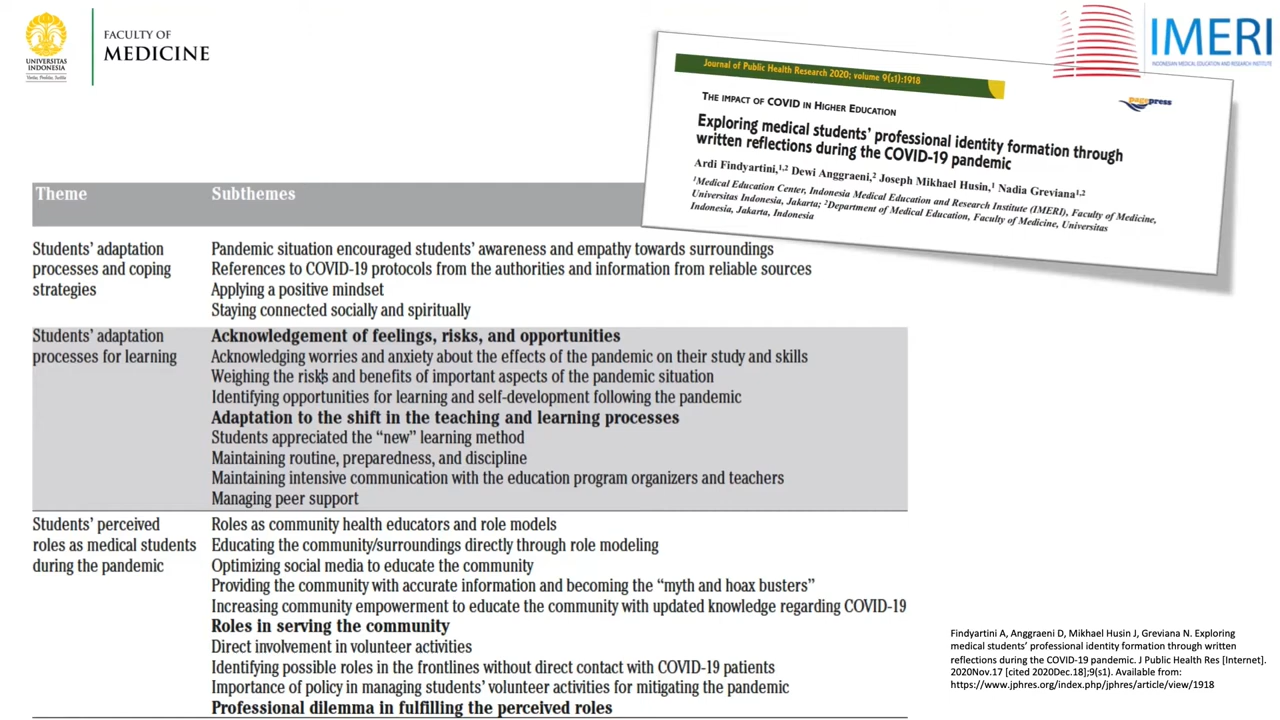 UNIVERSITAS
INDONESIA
Veritas, Probitas, Iustitia
FACULTY OF
MEDICINE
IMERI
INDONESIAN MEDICAL EDUCATION AND RESEARCH INSTITUTE
Journal of Public Health Research 2020; volume 9(s1):1918
THE IMPACT OF COVID IN HIGHER EDUCATION
pagepress
Exploring medical students' professional identity formation through
written reflections during the COVID-19 pandemic
Ardi Findyartini,1,2 Dewi Anggraeni,2 Joseph Mikhael Husin,1 Nadia Greviana1,2
1Medical Education Center, Indonesia Medical Education and Research Institute (IMERI), Faculty of Medicine,
Universitas Indonesia, Jakarta; 2Department of Medical Education, Faculty of Medicine, Universitas
Indonesia, Jakarta, Indonesia
Theme Subthemes
Students' adaptation Pandemic situation encouraged students' awareness and empathy towards surroundings
processes and coping References to COVID-19 protocols from the authorities and information from reliable sources
strategies Applying a positive mindset
Staying connected socially and spiritually
Students' adaptation Acknowledgement of feelings, risks, and opportunities
processes for learning Acknowledging worries and anxiety about the effects of the pandemic on their study and skills
Weighing the risks and benefits of important aspects of the pandemic situation
Identifying opportunities for learning and self-development following the pandemic
Adaptation to the shift in the teaching and learning processes
Students appreciated the "new" learning method
Maintaining routine, preparedness, and discipline
Maintaining intensive communication with the education program organizers and teachers
Managing peer support
Students' perceived Roles as community health educators and role models
roles as medical students Educating the community/surroundings directly through role modeling
during the pandemic Optimizing social media to educate the community
Providing the community with accurate information and becoming the "myth and hoax busters"
Increasing community empowerment to educate the community with updated knowledge regarding COVID-19
Roles in serving the community
Direct involvement in volunteer activities
Identifying possible roles in the frontlines without direct contact with COVID-19 patients
Importance of policy in managing students' volunteer activities for mitigating the pandemic
Professional dilemma in fulfilling the perceived roles
Findyartini A, Anggraeni D, Mikhael Husin J, Greviana N. Exploring
medical students' professional identity formation through written
reflections during the COVID-19 pandemic. J Public Health Res [Internet].
2020Nov.17 [cited 2020Dec.18];9(s1). Available from:
https://www.jphres.org/index.php/jphres/article/view/1918